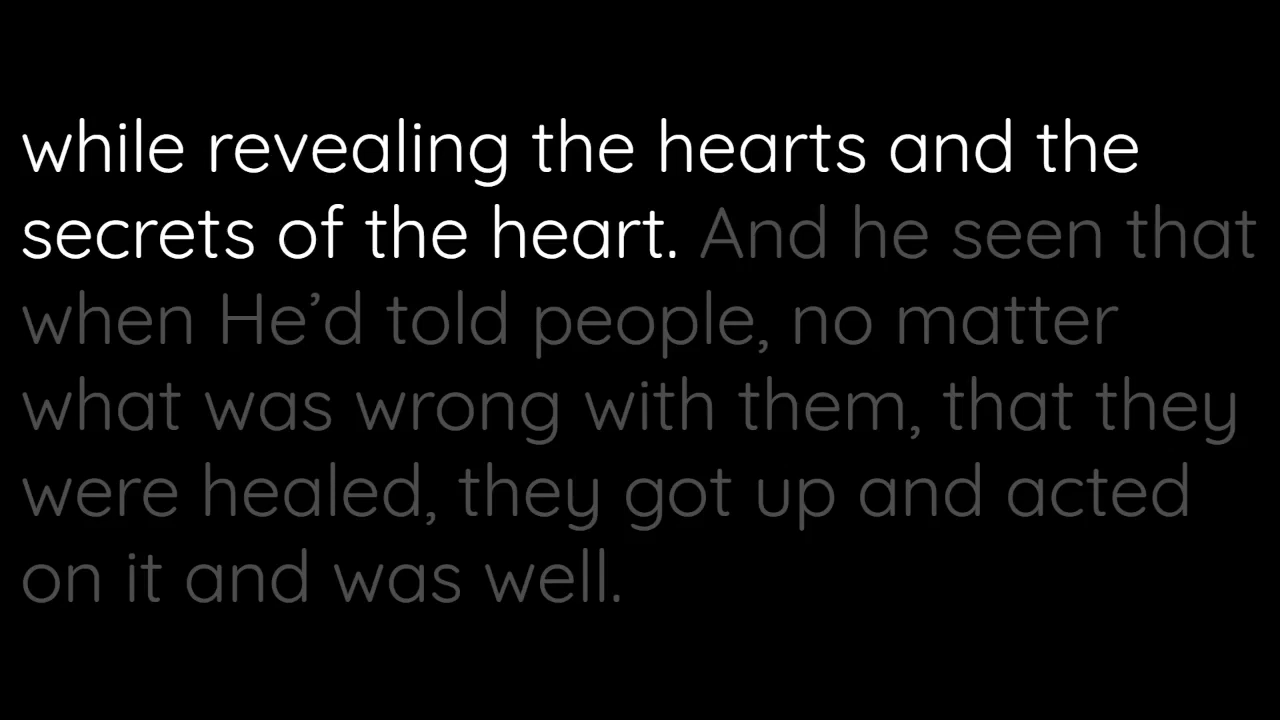 while revealing the hearts and the
secrets of the heart. And he seen that
when He’d told people, no matter
what was wrong with them, that they
were healed, they got up and acted
on it and was well.